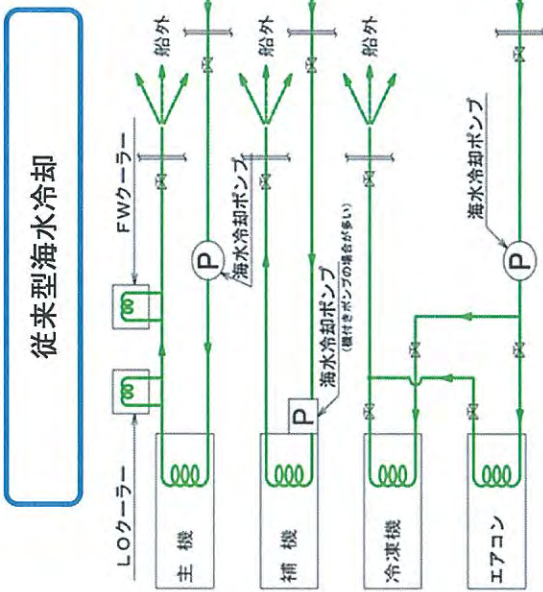 従来型海水冷却
LOクーラー
FWクーラー
船外
主機
P
海水冷却ポンプ
船外
補機
P
海水冷却ポンプ
(機付きポンプの場合が多い)
船外
冷凍機
海水冷却ポンプ
P
エアコン